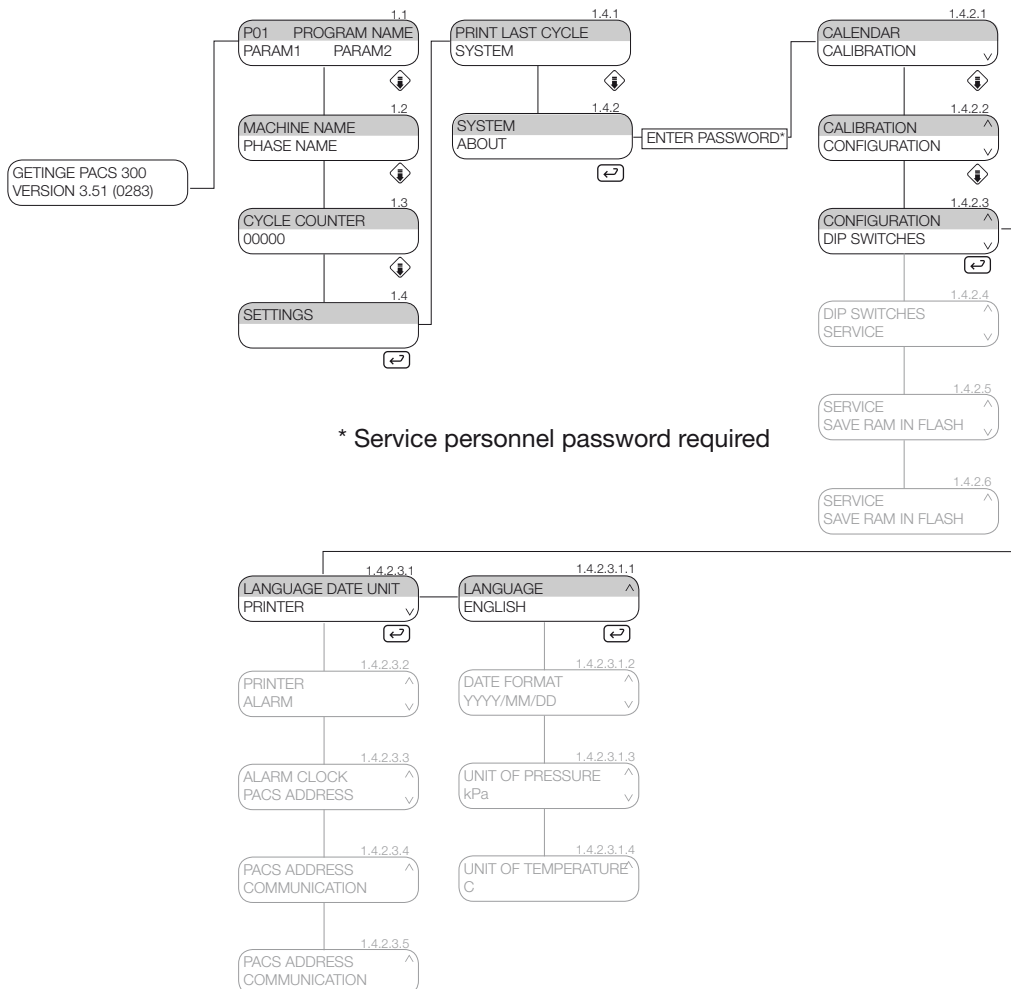 GETINGE PACS 300
VERSION 3.51 (0283)
1.1
P01 PROGRAM NAME
PARAM1 PARAM2
1.2
MACHINE NAME
PHASE NAME
1.3
CYCLE COUNTER
00000
1.4
SETTINGS
1.4.1
PRINT LAST CYCLE
SYSTEM
1.4.2
SYSTEM
ABOUT
ENTER PASSWORD*
1.4.2.1
CALENDAR
CALIBRATION
1.4.2.2
CALIBRATION
CONFIGURATION
1.4.2.3
CONFIGURATION
DIP SWITCHES
1.4.2.4
DIP SWITCHES
SERVICE
1.4.2.5
SERVICE
SAVE RAM IN FLASH
1.4.2.6
SERVICE
SAVE RAM IN FLASH
* Service personnel password required
1.4.2.3.1
LANGUAGE DATE UNIT
PRINTER
1.4.2.3.2
PRINTER
ALARM
1.4.2.3.3
ALARM CLOCK
PACS ADDRESS
1.4.2.3.4
PACS ADDRESS
COMMUNICATION
1.4.2.3.5
PACS ADDRESS
COMMUNICATION
1.4.2.3.1.1
LANGUAGE
ENGLISH
1.4.2.3.1.2
DATE FORMAT
YYYY/MM/DD
1.4.2.3.1.3
UNIT OF PRESSURE
kPa
1.4.2.3.1.4
UNIT OF TEMPERATURE
C